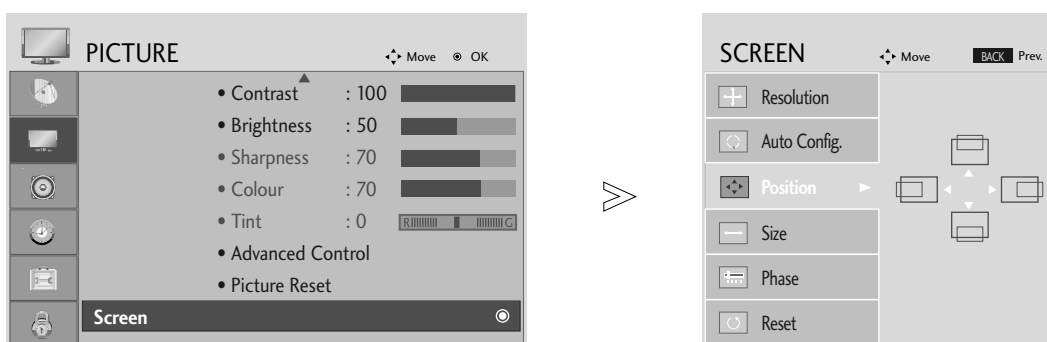 PICTURE
Move OK
• Contrast : 100
• Brightness : 50
• Sharpness : 70
• Colour : 70
• Tint : 0 R G
• Advanced Control
• Picture Reset
Screen
SCREEN
Move BACK Prev.
Resolution
Auto Config.
Position
Size
Phase
Reset